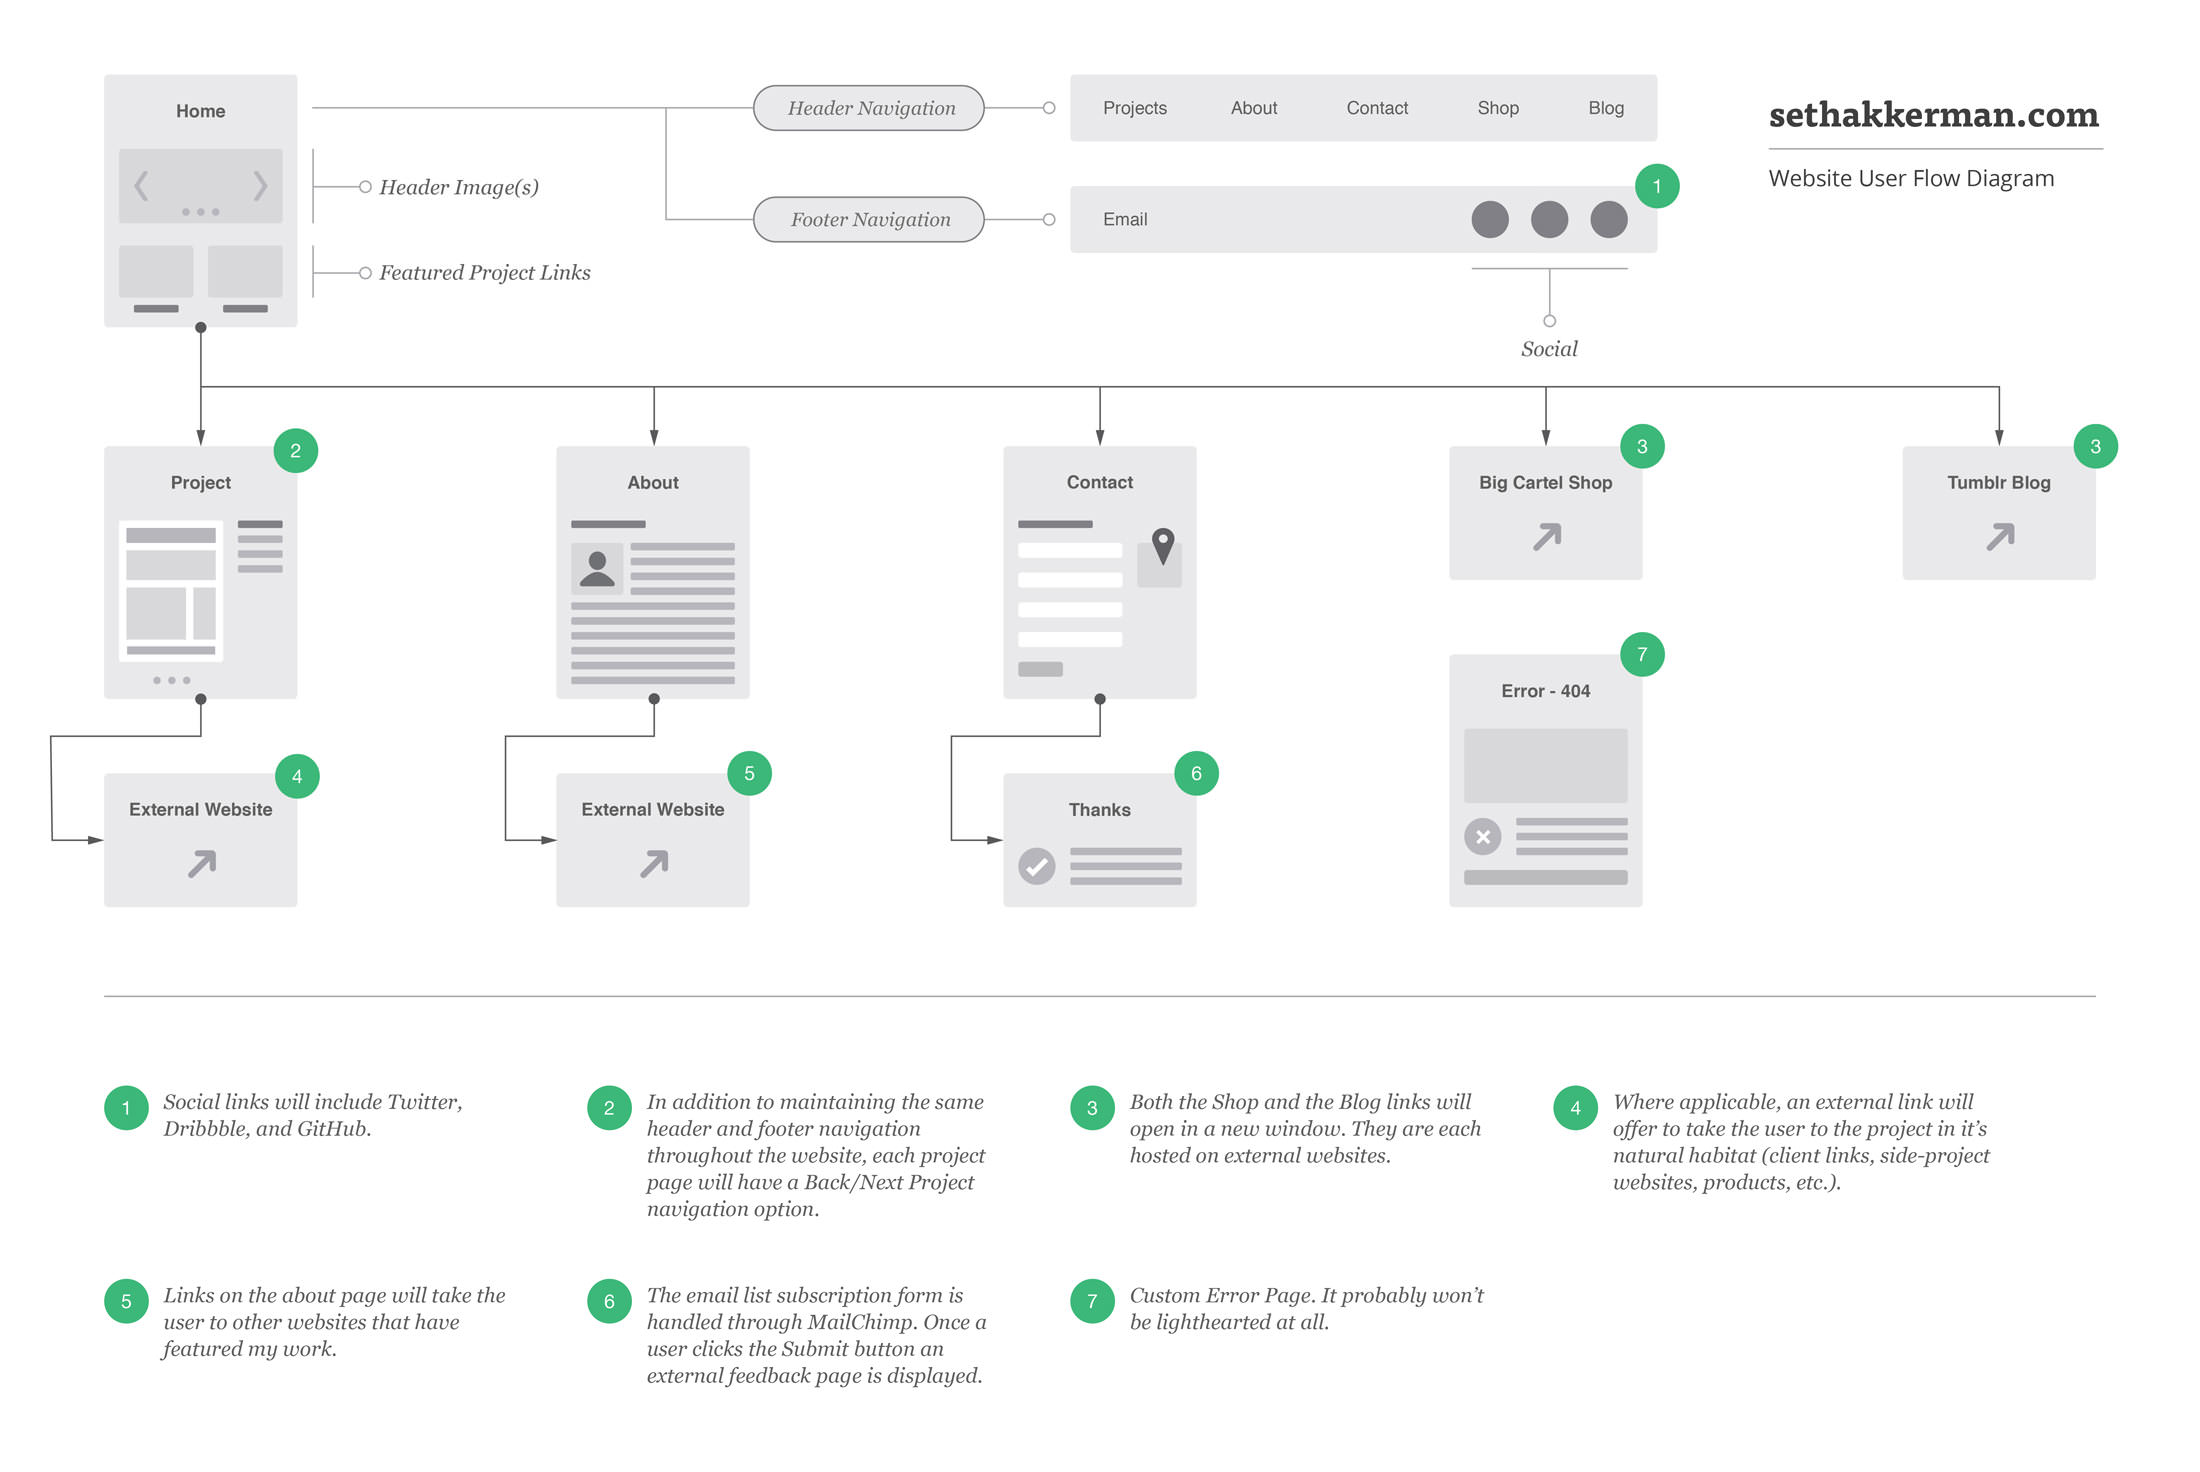 Home
Header Navigation
Projects About Contact Shop Blog
sethakkerman.com
Website User Flow Diagram
Header Image(s)
1
Footer Navigation
Email
Featured Project Links
Social
2
3
3
Project
About
Contact
Big Cartel Shop
Tumblr Blog
7
Error - 404
4
5
6
External Website
External Website
Thanks
1
Social links will include Twitter,
Dribbble, and GitHub.
2
In addition to maintaining the same
header and footer navigation
throughout the website, each project
page will have a Back/Next Project
navigation option.
3
Both the Shop and the Blog links will
open in a new window. They are each
hosted on external websites.
4
Where applicable, an external link will
offer to take the user to the project in it's
natural habitat (client links, side-project
websites, products, etc.).
5
Links on the about page will take the
user to other websites that have
featured my work.
6
The email list subscription form is
handled through MailChimp. Once a
user clicks the Submit button an
external feedback page is displayed.
7
Custom Error Page. It probably won't
be lighthearted at all.